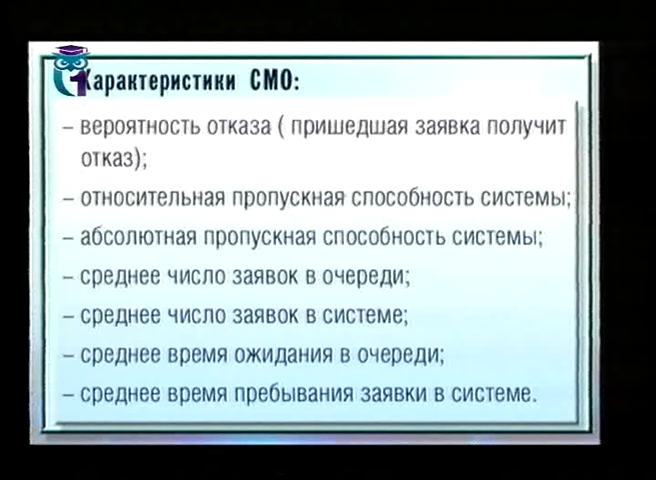 Характеристики СМО:
– вероятность отказа ( пришедшая заявка получит
отказ);
– относительная пропускная способность системы;
– абсолютная пропускная способность системы;
– среднее число заявок в очереди;
– среднее число заявок в системе;
– среднее время ожидания в очереди;
– среднее время пребывания заявки в системе.
1